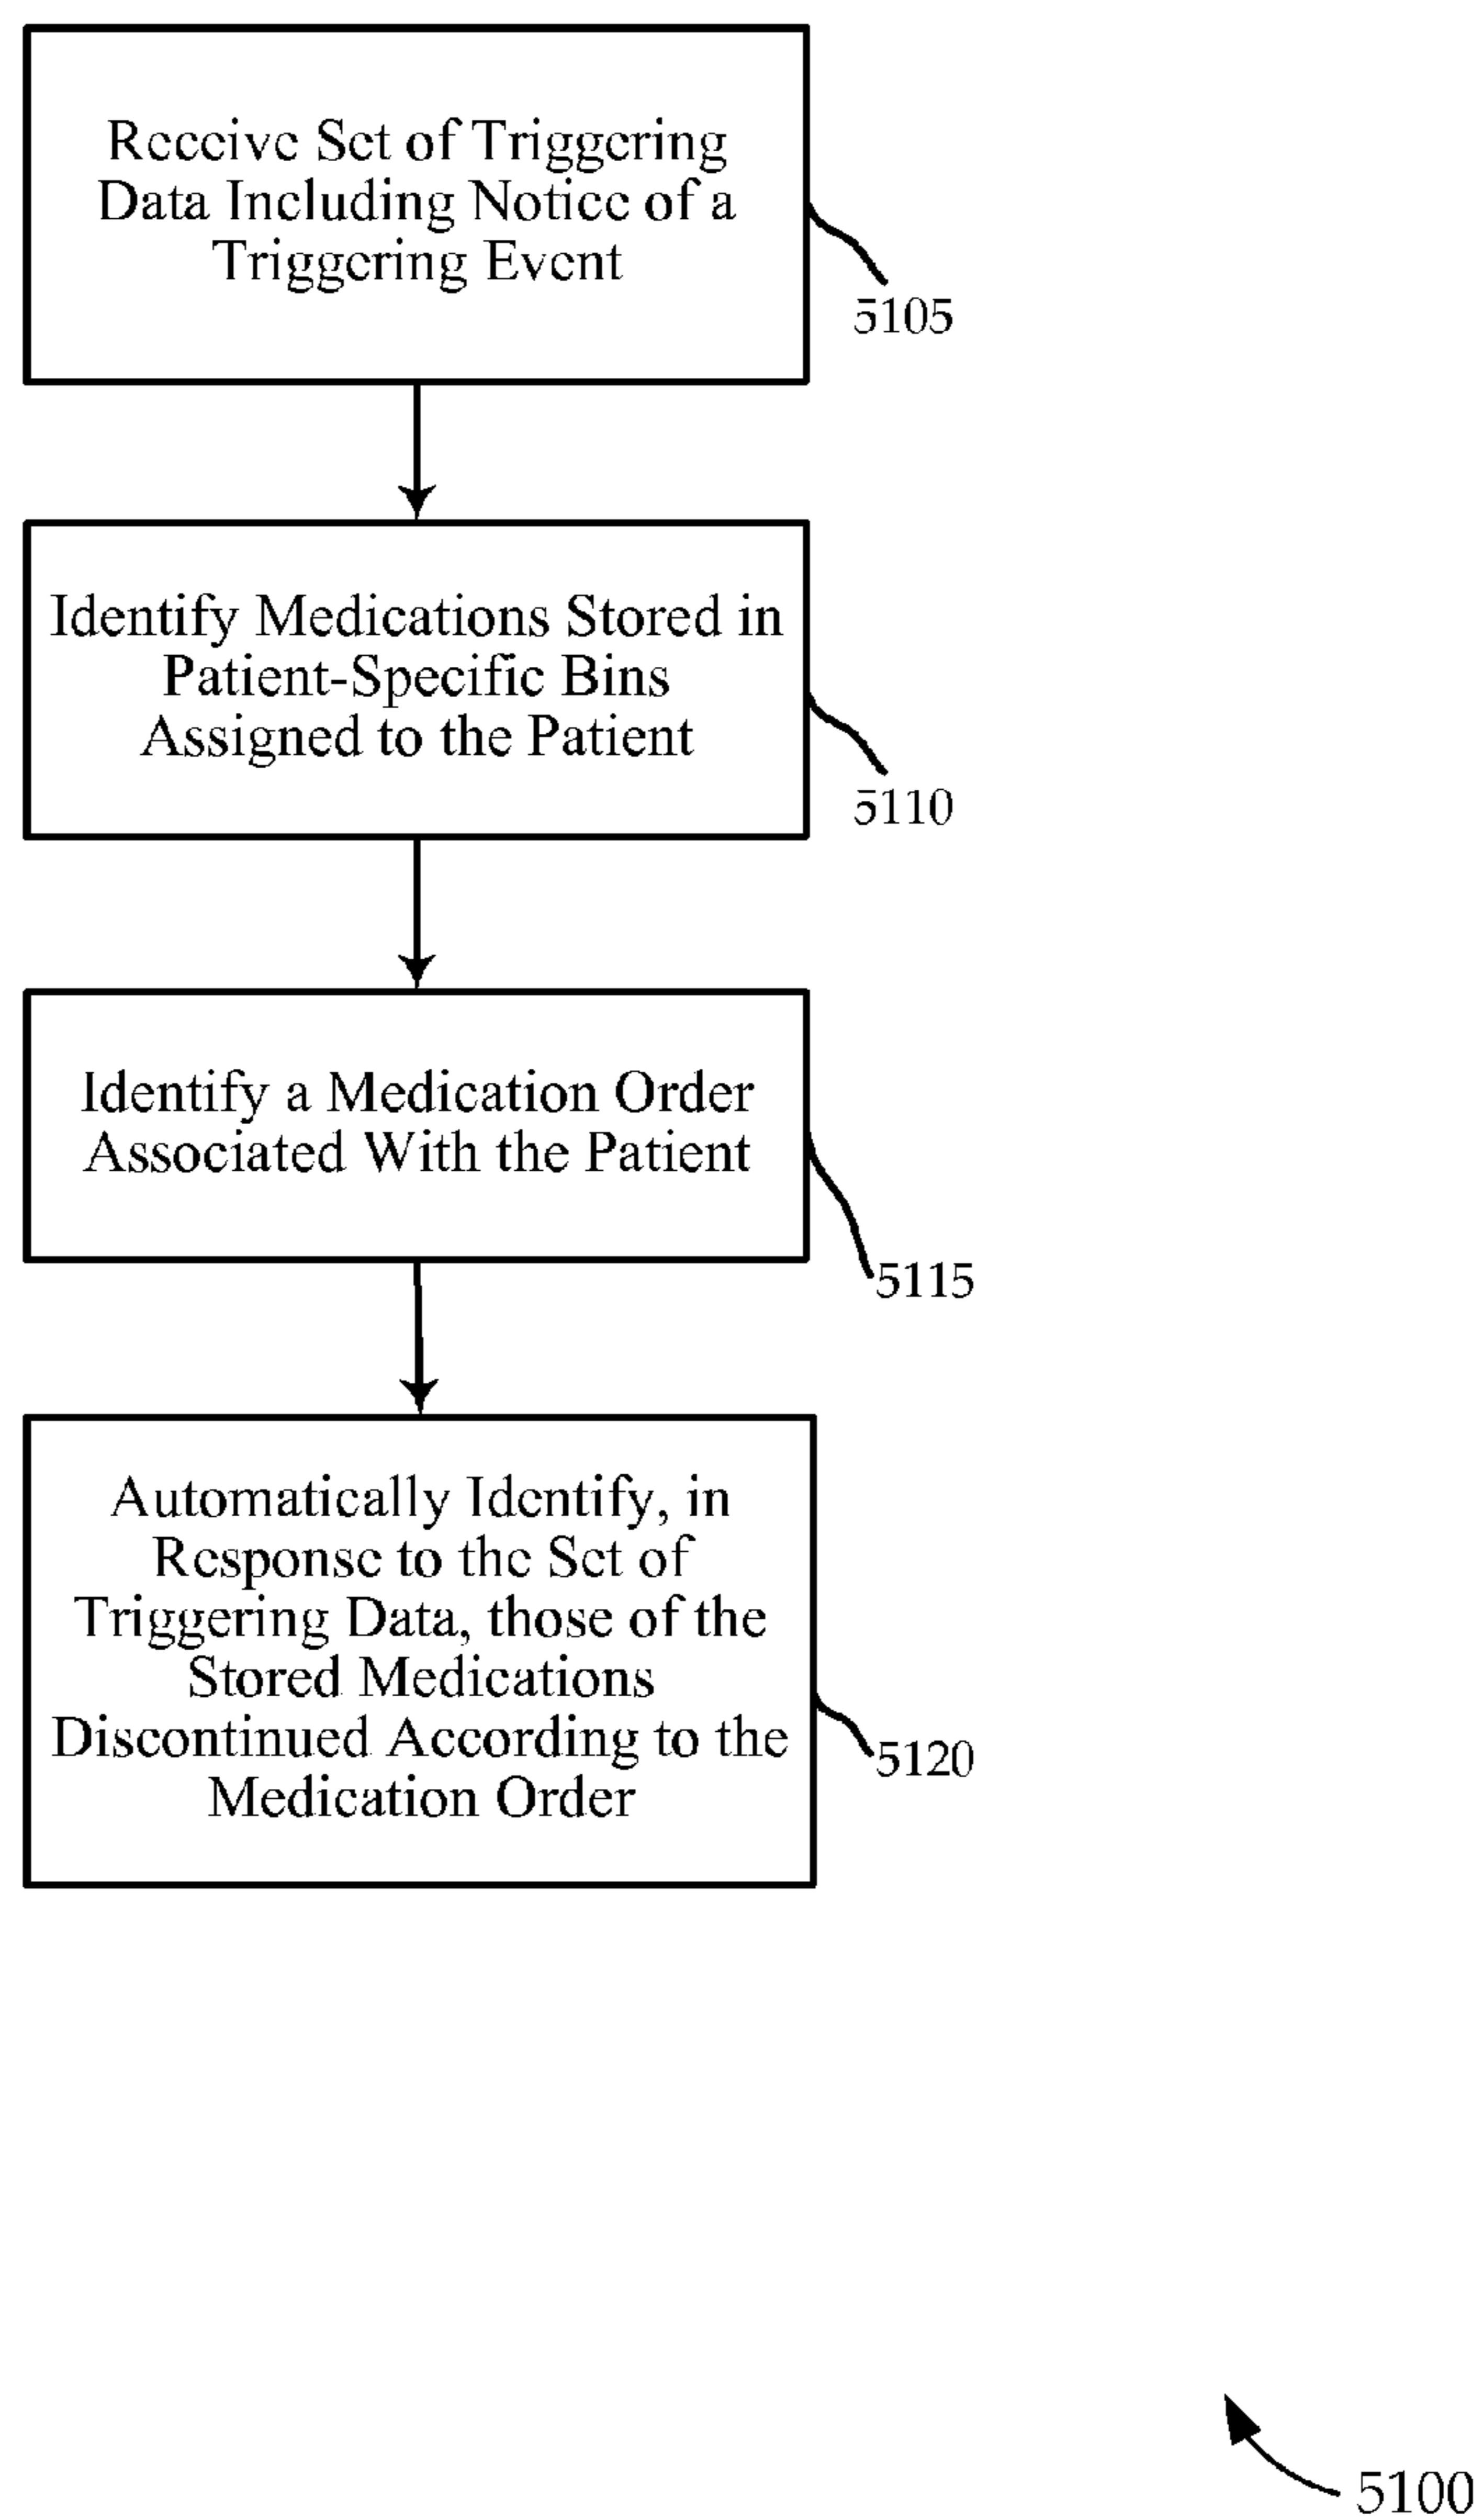 Receive Set of Triggering
Data Including Notice of a
Triggering Event
5105
Identify Medications Stored in
Patient-Specific Bins
Assigned to the Patient
5110
Identify a Medication Order
Associated With the Patient
5115
Automatically Identify, in
Response to the Set of
Triggering Data, those of the
Stored Medications
Discontinued According to the
Medication Order
5120
5100